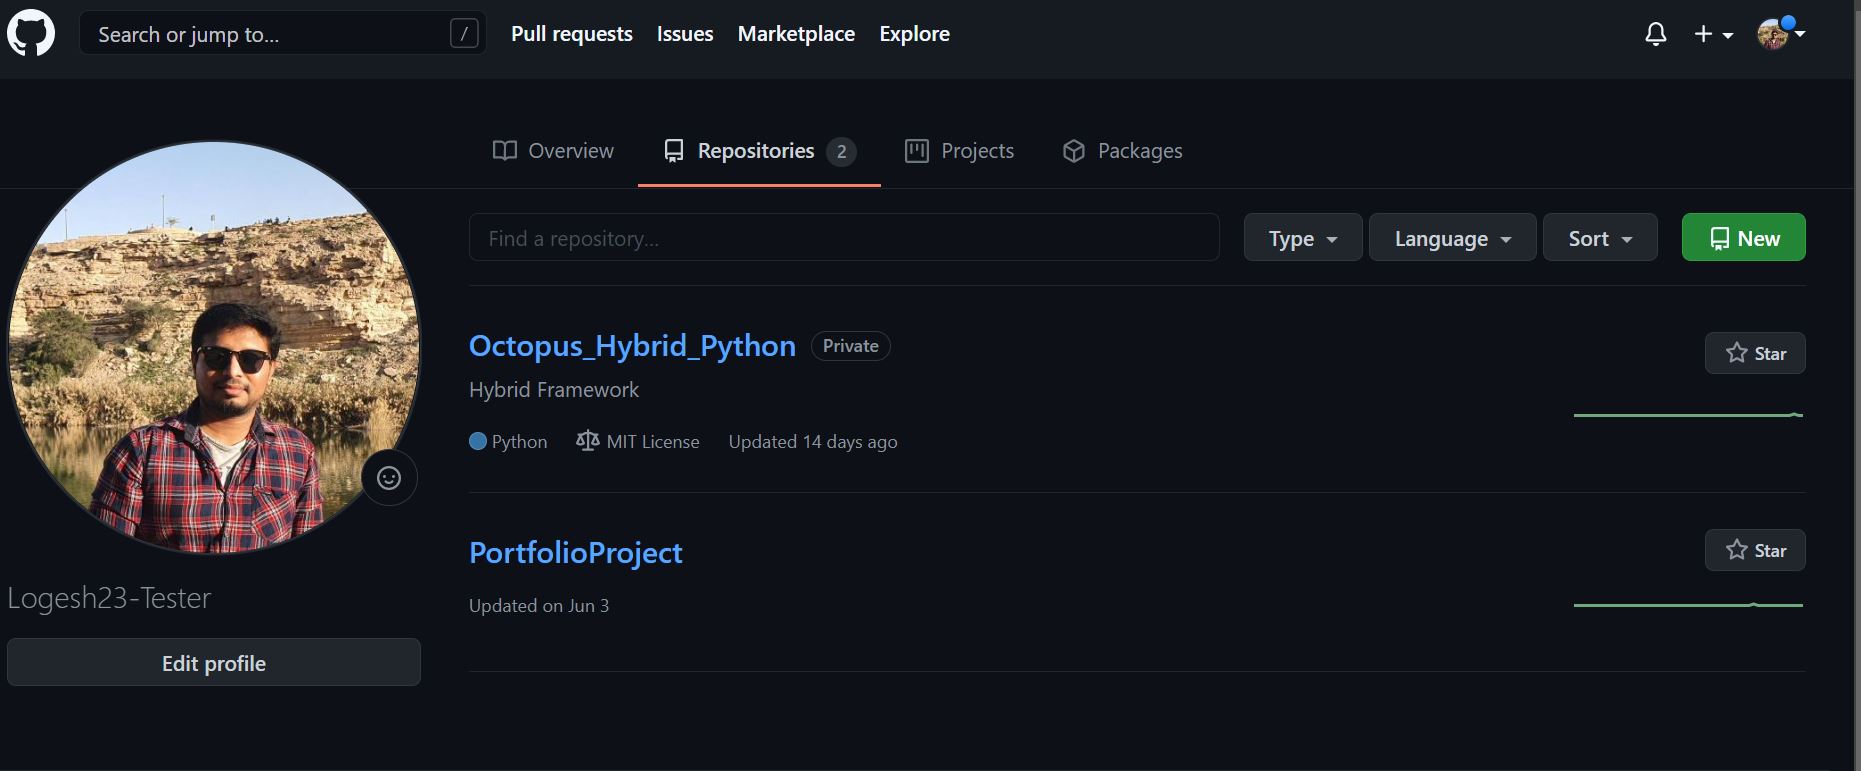 Search or jump to... /
Pull requests Issues Marketplace Explore
Overview Repositories 2 Projects Packages
Find a repository... Type Language Sort New
Octopus_Hybrid_Python Private
Star
Hybrid Framework
Python MIT License Updated 14 days ago
PortfolioProject
Star
Updated on Jun 3
Logesh23-Tester
Edit profile